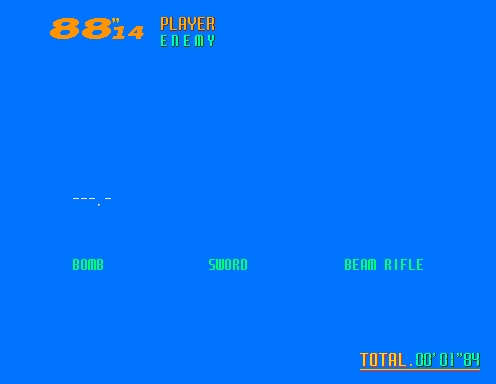 88"14 PLAYER
ENEMY
---.-
BOMB SWORD BEAM RIFLE
TOTAL.00'01"84